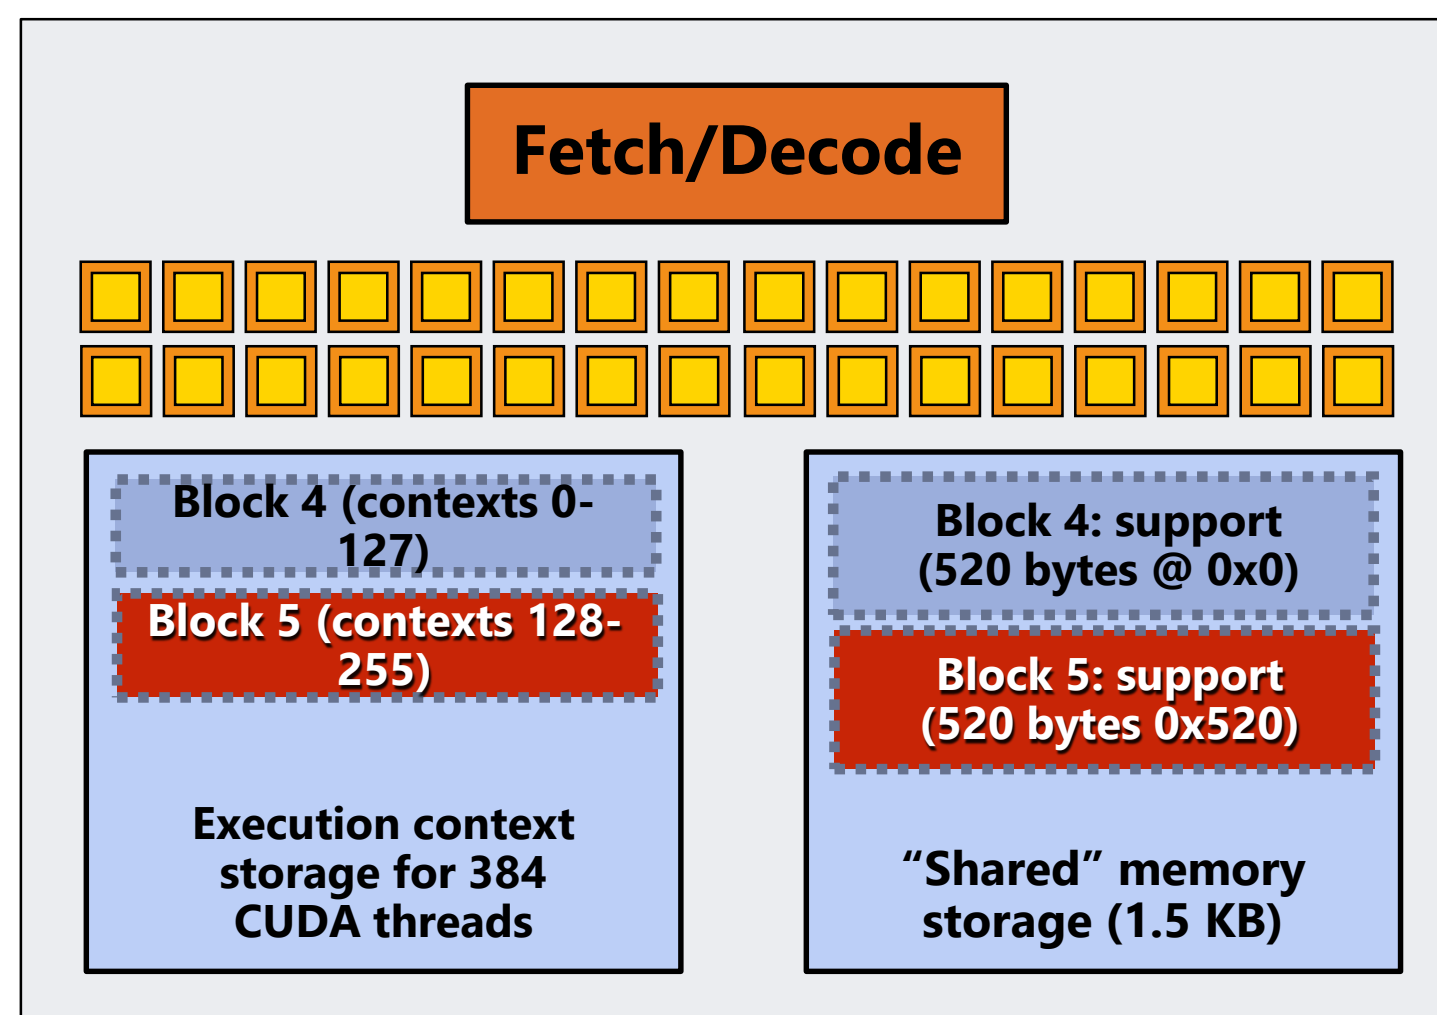 Fetch/Decode
Block 4 (contexts 0-
127)
Block 5 (contexts 128-
255)
Execution context
storage for 384
CUDA threads
Block 4: support
(520 bytes @ 0x0)
Block 5: support
(520 bytes 0x520)
“Shared” memory
storage (1.5 KB)